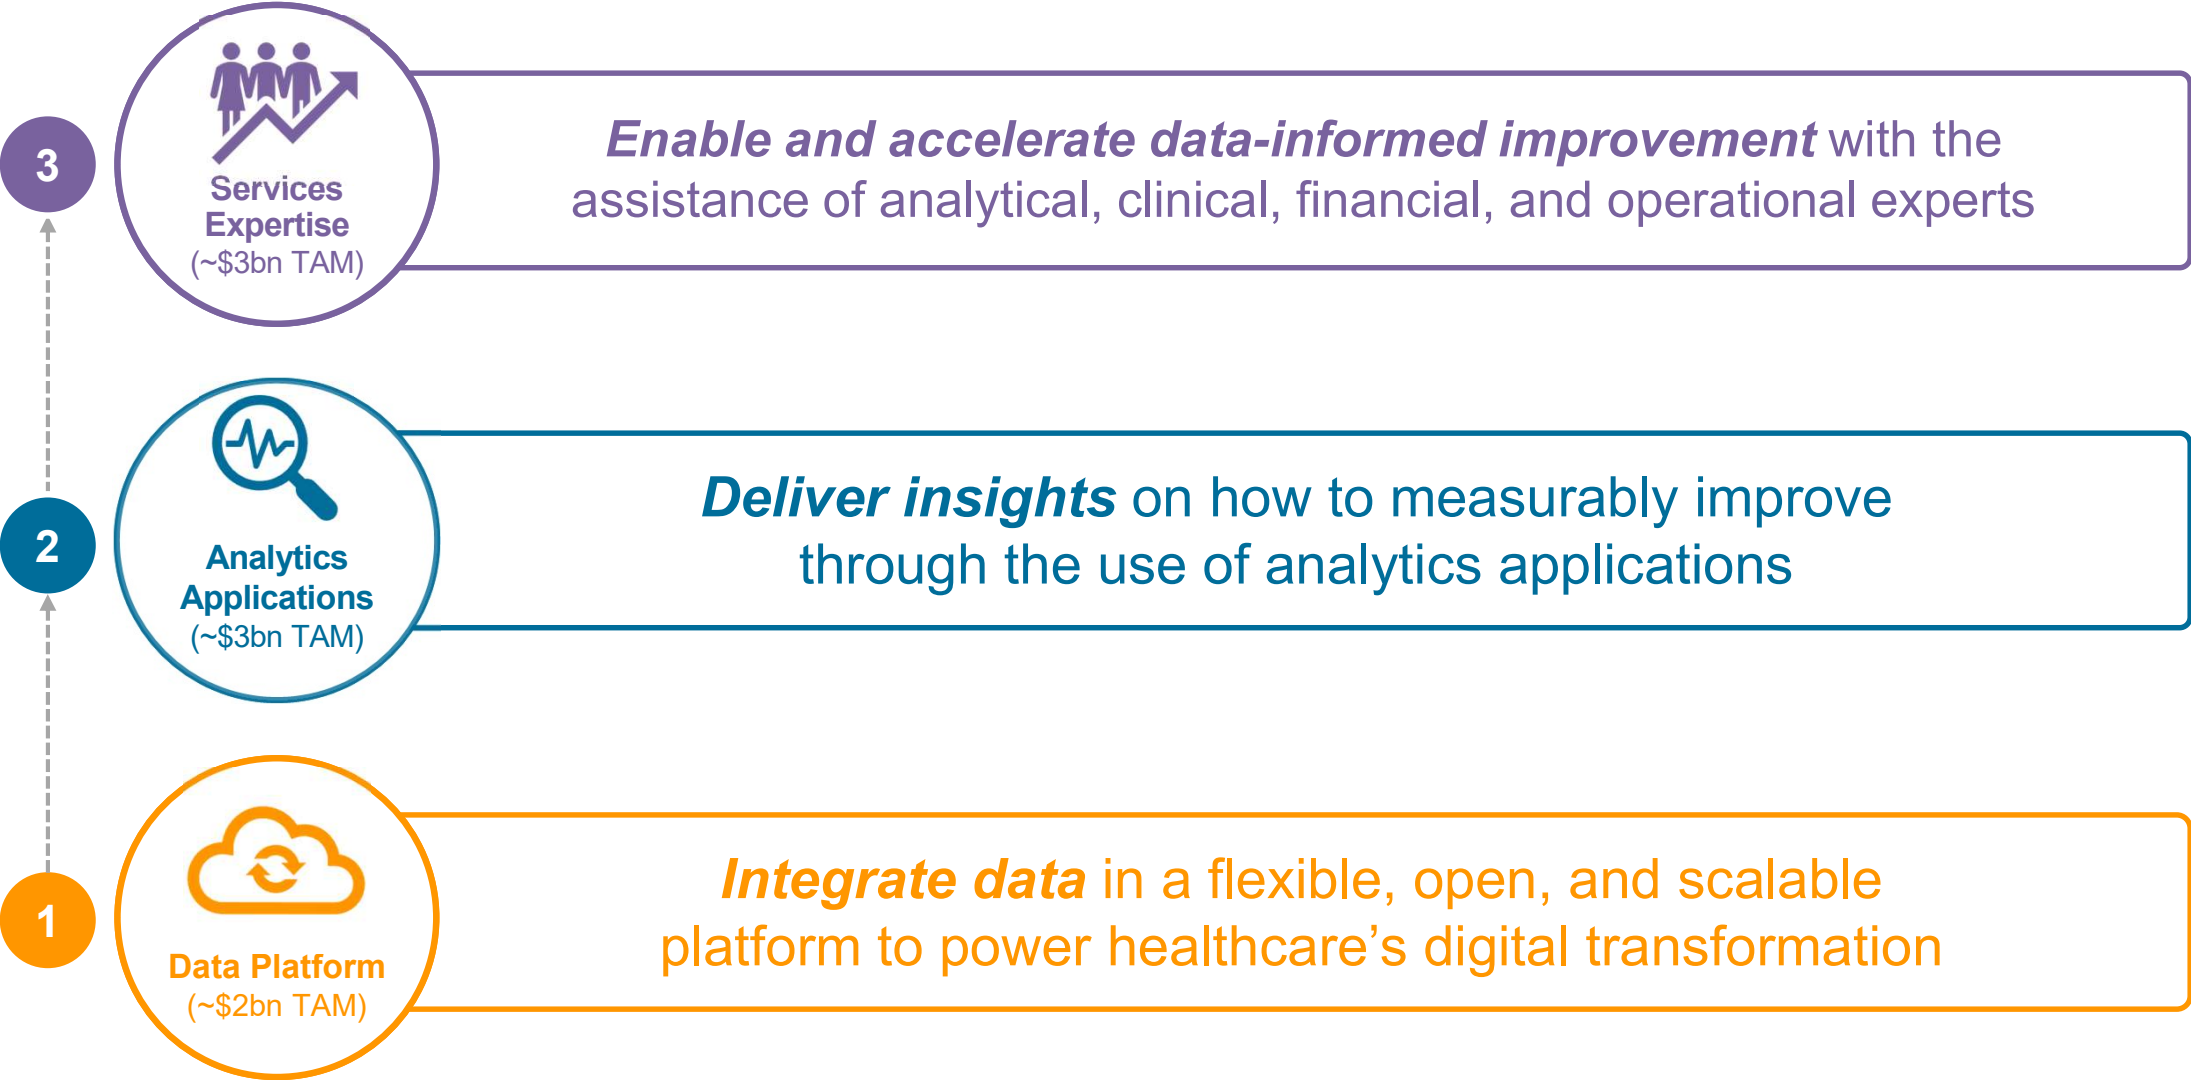 3
Services
Expertise
(~$3bn TAM)
Enable and accelerate data-informed improvement with the
assistance of analytical, clinical, financial, and operational experts
2
Analytics
Applications
(~$3bn TAM)
Deliver insights on how to measurably improve
through the use of analytics applications
1
Data Platform
(~$2bn TAM)
Integrate data in a flexible, open, and scalable
platform to power healthcare’s digital transformation